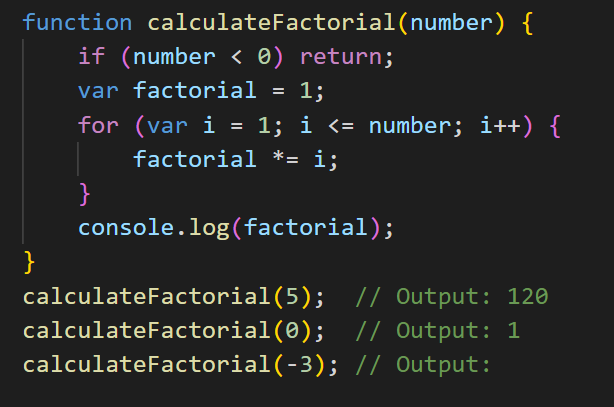 function calculateFactorial(number) {
    if (number < 0) return;
    var factorial = 1;
    for (var i = 1; i <= number; i++) {
        factorial *= i;
    }
    console.log(factorial);
}
calculateFactorial(5);  // Output: 120
calculateFactorial(0);  // Output: 1
calculateFactorial(-3); // Output: